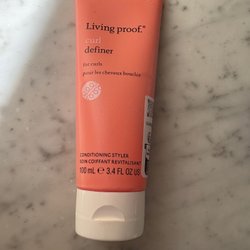 Living proof.®
curl
definer
for curls
pour les cheveux bouclés
CONDITIONING STYLER
SOIN COIFFANT REVITALISANT
100 mL ℮ 3.4 FL OZ US